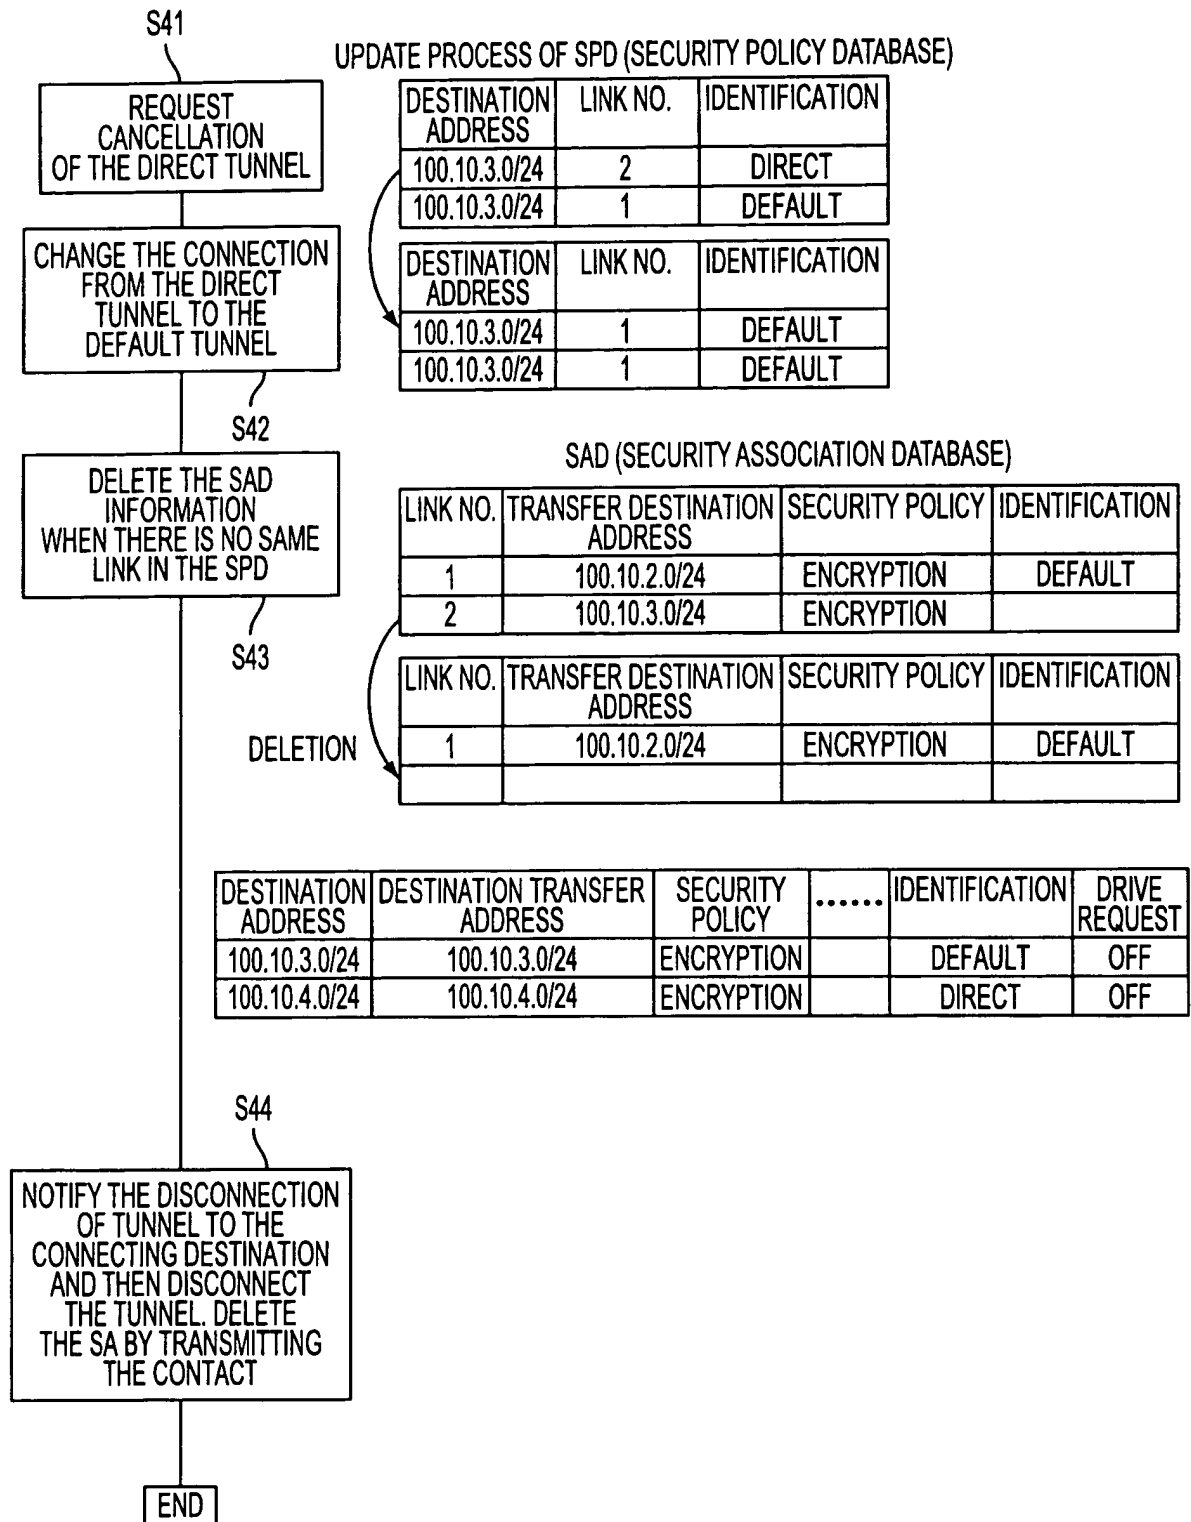 S41
REQUEST
CANCELLATION
OF THE DIRECT TUNNEL
CHANGE THE CONNECTION
FROM THE DIRECT
TUNNEL TO THE
DEFAULT TUNNEL
S42
DELETE THE SAD
INFORMATION
WHEN THERE IS NO SAME
LINK IN THE SPD
S43
UPDATE PROCESS OF SPD (SECURITY POLICY DATABASE)
DESTINATION ADDRESS LINK NO. IDENTIFICATION
100.10.3.0/24 2 DIRECT
100.10.3.0/24 1 DEFAULT
DESTINATION ADDRESS LINK NO. IDENTIFICATION
100.10.3.0/24 1 DEFAULT
100.10.3.0/24 1 DEFAULT
SAD (SECURITY ASSOCIATION DATABASE)
LINK NO. TRANSFER DESTINATION ADDRESS SECURITY POLICY IDENTIFICATION
1 100.10.2.0/24 ENCRYPTION DEFAULT
2 100.10.3.0/24 ENCRYPTION
DELETION
LINK NO. TRANSFER DESTINATION ADDRESS SECURITY POLICY IDENTIFICATION
1 100.10.2.0/24 ENCRYPTION DEFAULT
DESTINATION ADDRESS DESTINATION TRANSFER ADDRESS SECURITY POLICY ...... IDENTIFICATION DRIVE REQUEST
100.10.3.0/24 100.10.3.0/24 ENCRYPTION DEFAULT OFF
100.10.4.0/24 100.10.4.0/24 ENCRYPTION DIRECT OFF
S44
NOTIFY THE DISCONNECTION
OF TUNNEL TO THE
CONNECTING DESTINATION
AND THEN DISCONNECT
THE TUNNEL. DELETE
THE SA BY TRANSMITTING
THE CONTACT
END